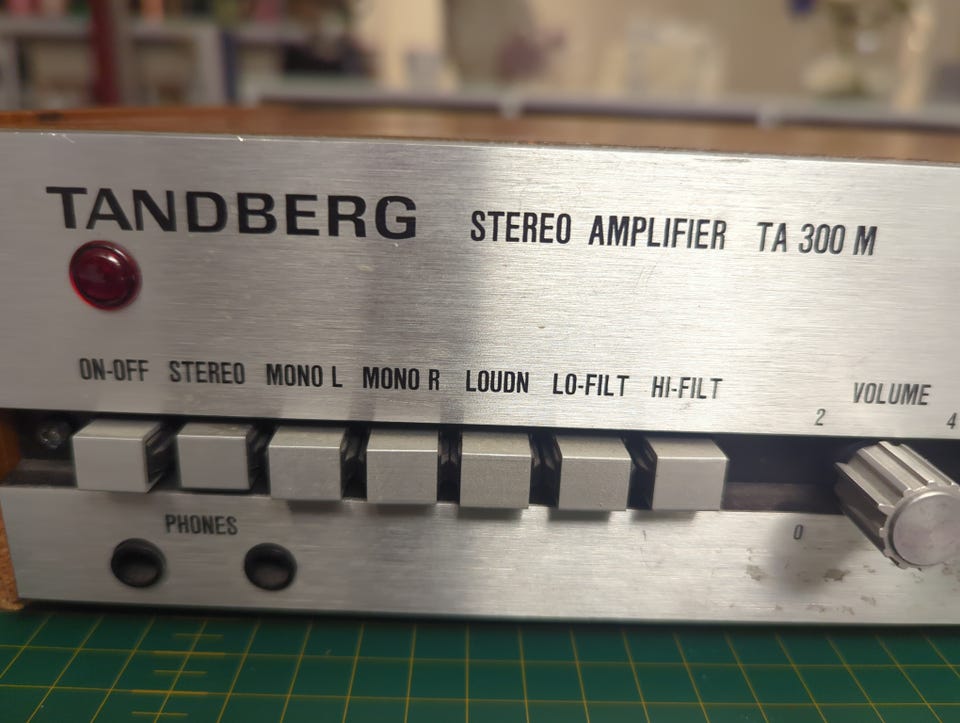 TANDBERG STEREO AMPLIFIER TA 300 M
ON-OFF STEREO MONO L MONO R LOUDN LO-FILT HI-FILT VOLUME
2 4
PHONES 0